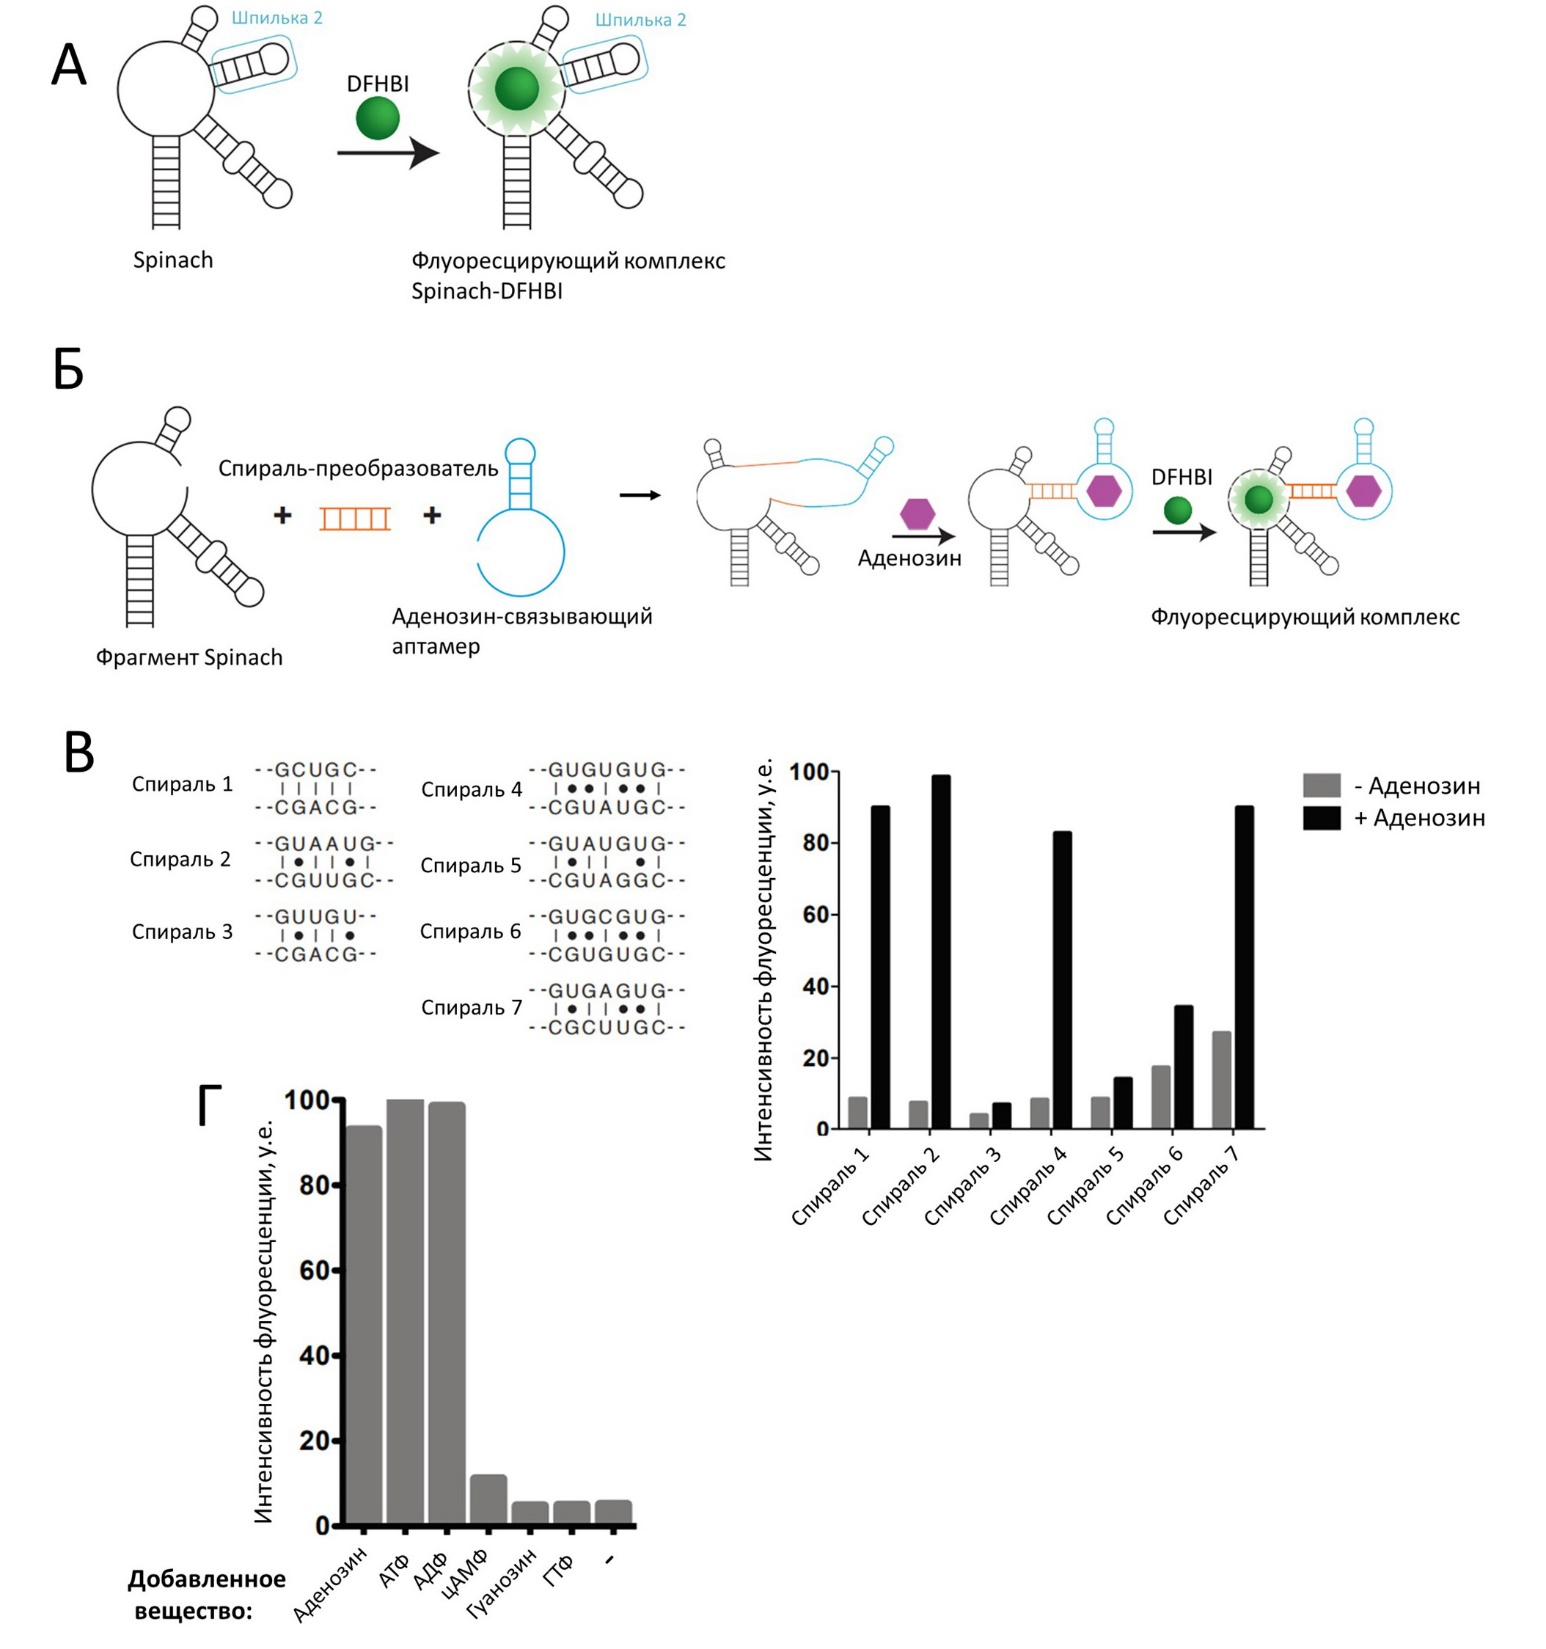 А
Шпилька 2
Шпилька 2
DFHBI
Spinach
Флуоресцирующий комплекс
Spinach-DFHBI
Б
Спираль-преобразователь
+
+
Фрагмент Spinach
Аденозин-связывающий
аптамер
Аденозин
DFHBI
Флуоресцирующий комплекс
В
Спираль 1
--GCUGC--
--CGACG--
Спираль 2
--GUAAUG--
--CGUUGC--
Спираль 3
--GUUGU--
--CGACG--
Спираль 4
--GUGUGUG--
--CGUAUGC--
Спираль 5
--GUAUGUG--
--CGUAGGC--
Спираль 6
--GUGCGUG--
--CGUGUGC--
Спираль 7
--GUGAGUG--
--CGCUUGC--
Интенсивность флуоресценции, у.е.
100
80
60
40
20
0
Спираль 1
Спираль 2
Спираль 3
Спираль 4
Спираль 5
Спираль 6
Спираль 7
- Аденозин
+ Аденозин
Г
Интенсивность флуоресценции, у.е.
100
80
60
40
20
0
Добавленное
вещество:
Аденозин
АТФ
АДФ
цАМФ
Гуанозин
ГТФ
-